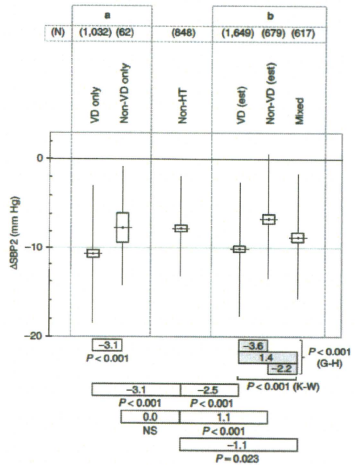 a b
(N) (1,032) (62) (848) (1,649) (679) (617)
VD only
Non-VD only
Non-HT
VD (est)
Non-VD (est)
Mixed
ΔSBP2 (mm Hg)
0
−10
−20
−3.1
P < 0.001
−3.6
1.4
−2.2
P < 0.001
(G-H)
P < 0.001 (K-W)
−3.1 −2.5
P < 0.001 P < 0.001
0.0 1.1
NS P < 0.001
−1.1
P = 0.023